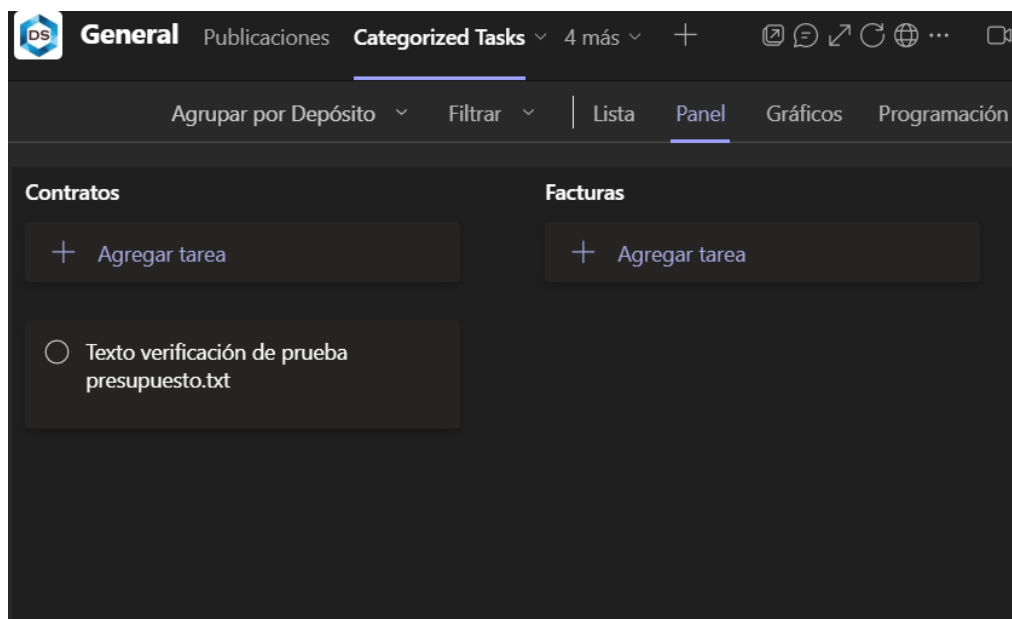 DS General Publicaciones Categorized Tasks 4 más
Agrupar por Depósito Filtrar Lista Panel Gráficos Programación
Contratos Facturas
Agregar tarea Agregar tarea
Texto verificación de prueba
presupuesto.txt